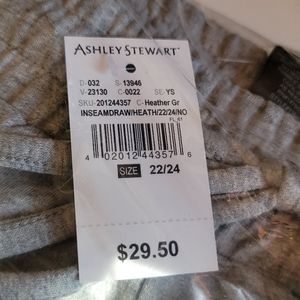 ASHLEY STEWART
D-032 S-13946
V-23130 C-0022 SE-YS
SKU-201244357 C-Heather Gr
INSEAMDRAW/HEATH/22/24/NO
FL_61
4 02012 44357 6
SIZE 22/24
$29.50